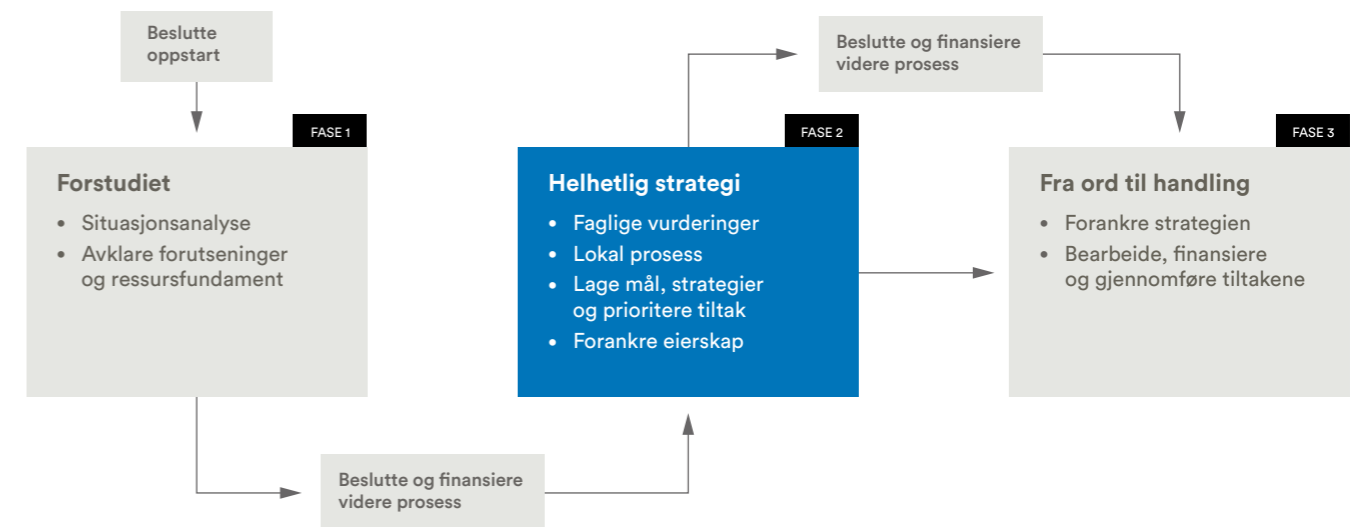 Beslutte
oppstart
FASE 1
Forstudiet
• Situasjonsanalyse
• Avklare forutseninger
og ressursfundament
Beslutte og finansiere
videre prosess
FASE 2
Helhetlig strategi
• Faglige vurderinger
• Lokal prosess
• Lage mål, strategier
og prioritere tiltak
• Forankre eierskap
Beslutte og finansiere
videre prosess
FASE 3
Fra ord til handling
• Forankre strategien
• Bearbeide, finansiere
og gjennomføre tiltakene